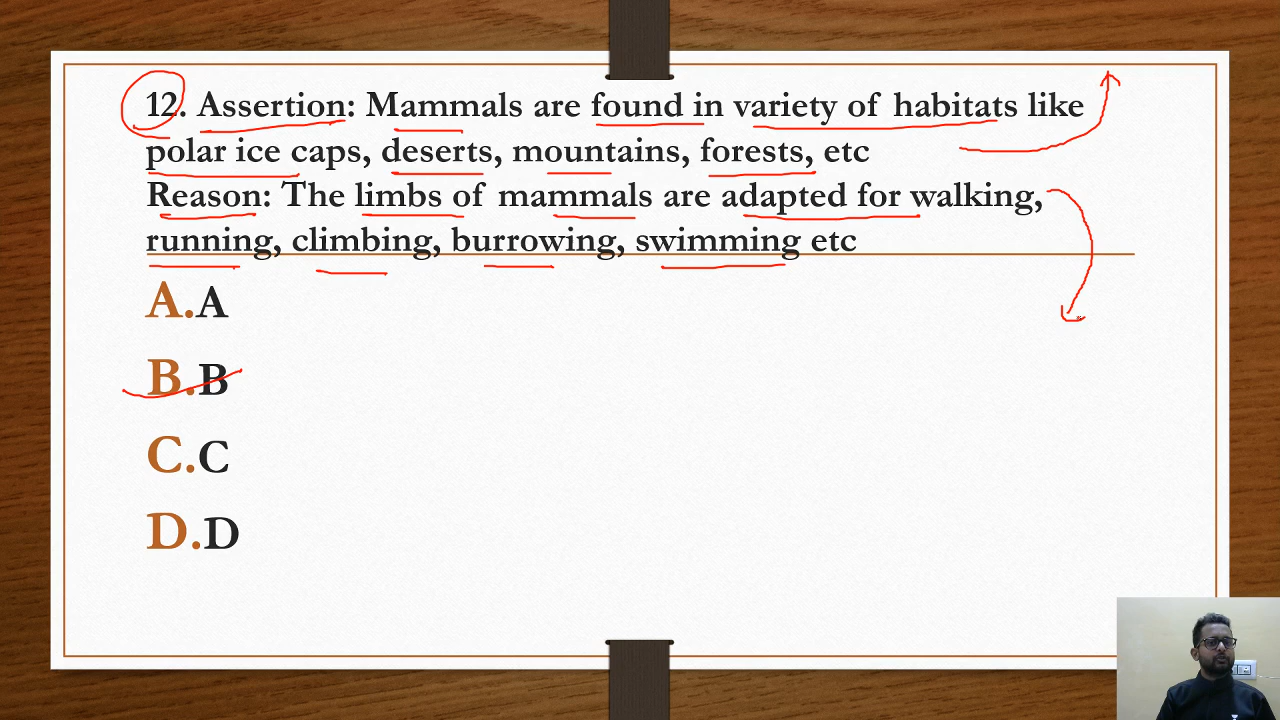 12. Assertion: Mammals are found in variety of habitats like
polar ice caps, deserts, mountains, forests, etc
Reason: The limbs of mammals are adapted for walking,
running, climbing, burrowing, swimming etc
A.A
B.B
C.C
D.D